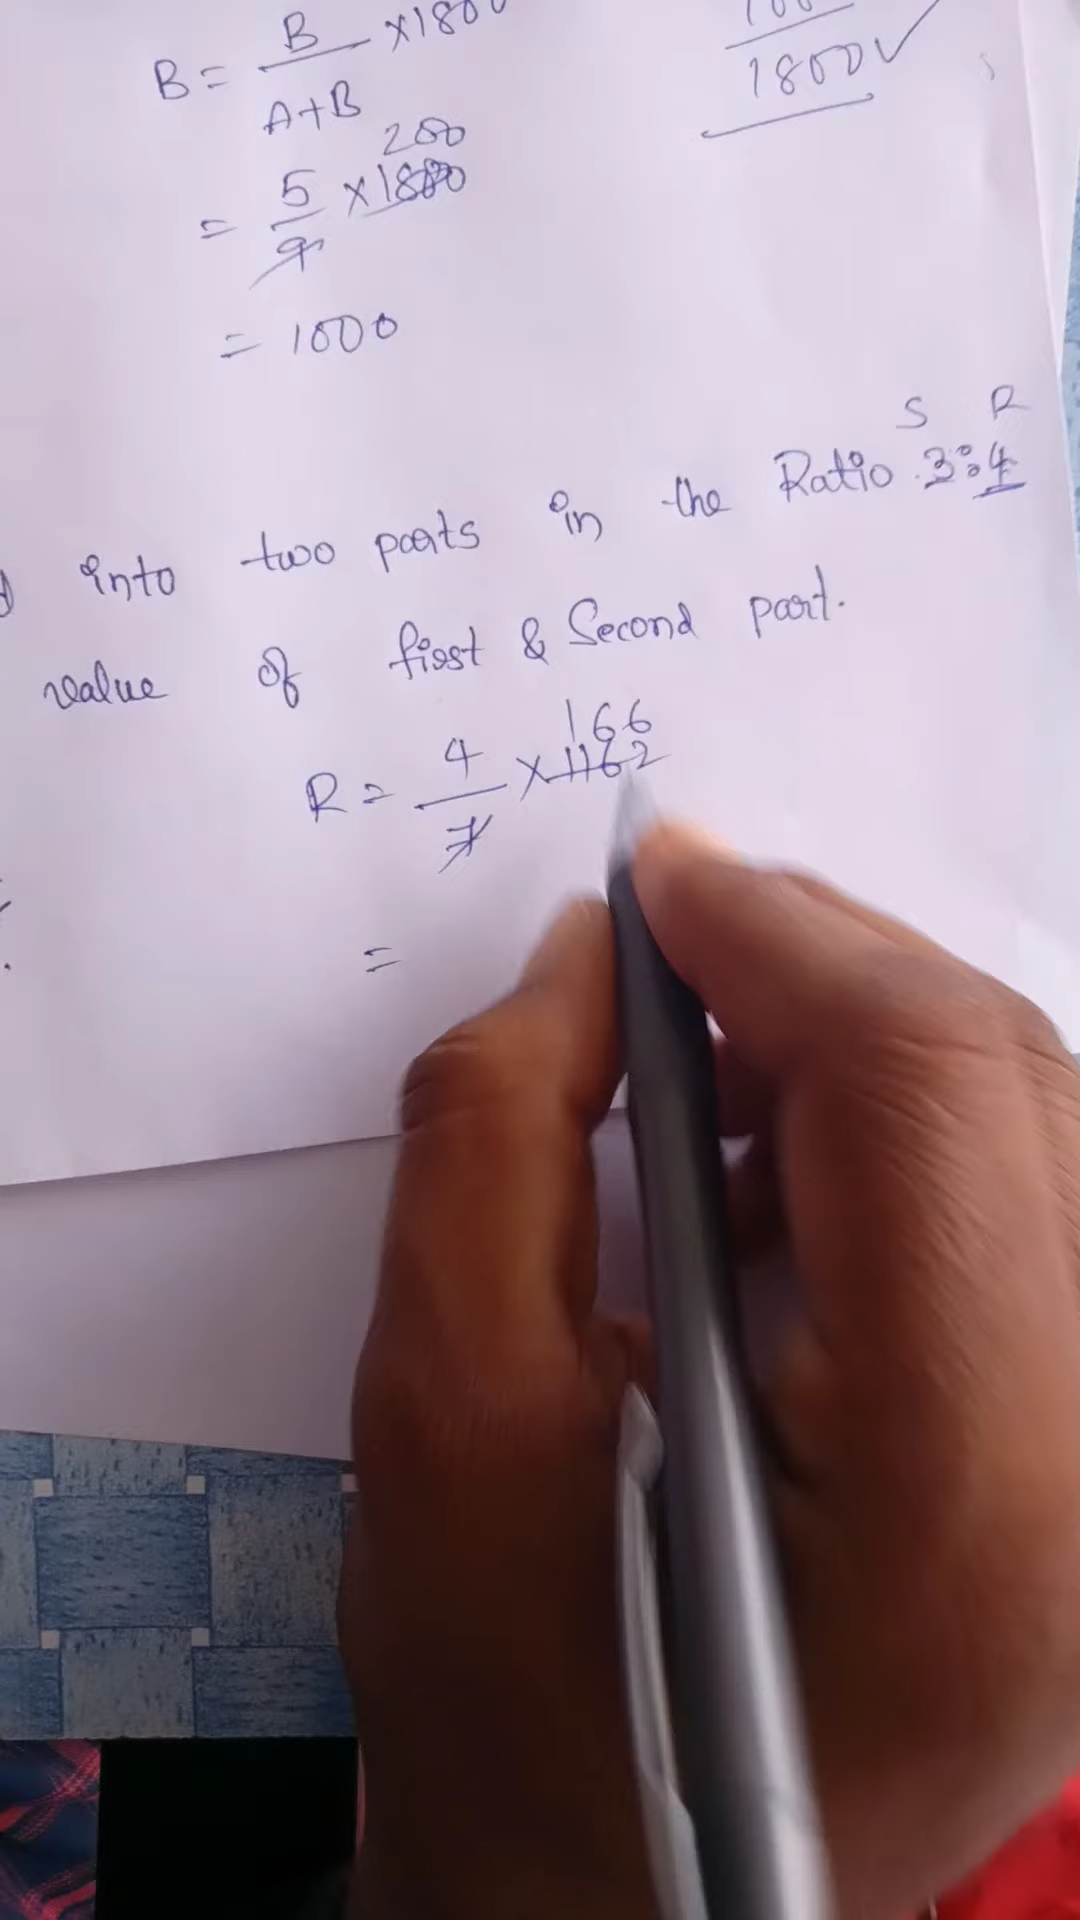 B = B/A+B ×1800
1800✓
200
= 5/9 ×1800
= 1000
S R
into two parts in the Ratio 3:4
value of first & Second part.
166
R = 4/7 ×1162
=